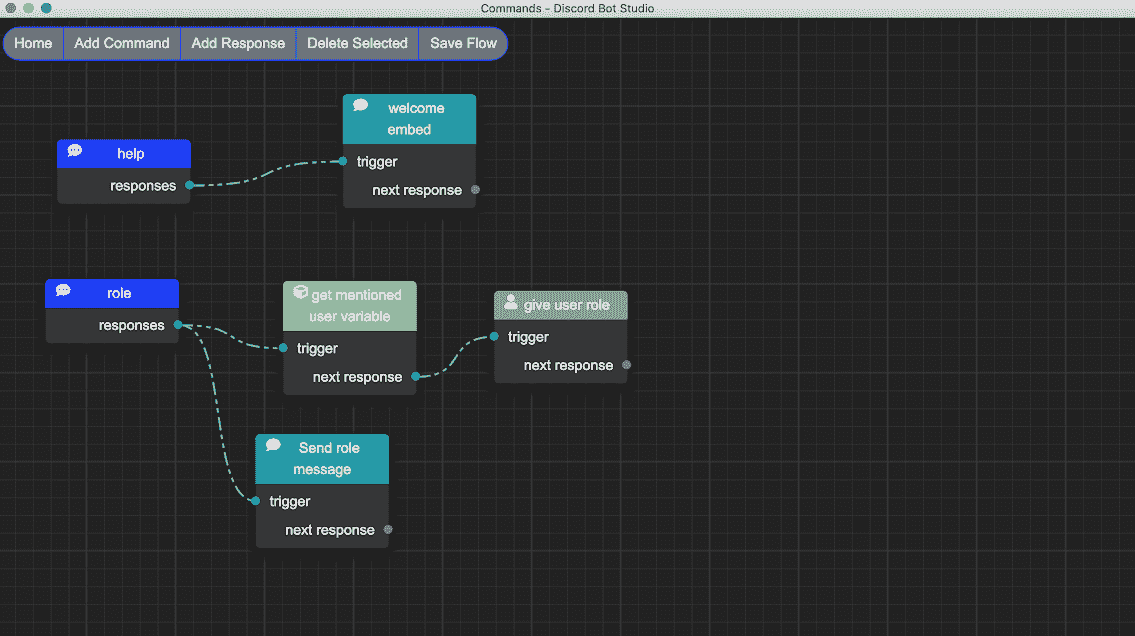 Commands - Discord Bot Studio
Home Add Command Add Response Delete Selected Save Flow
welcome
embed
trigger
next response
help
responses
role
responses
get mentioned
user variable
trigger
next response
give user role
trigger
next response
Send role
message
trigger
next response